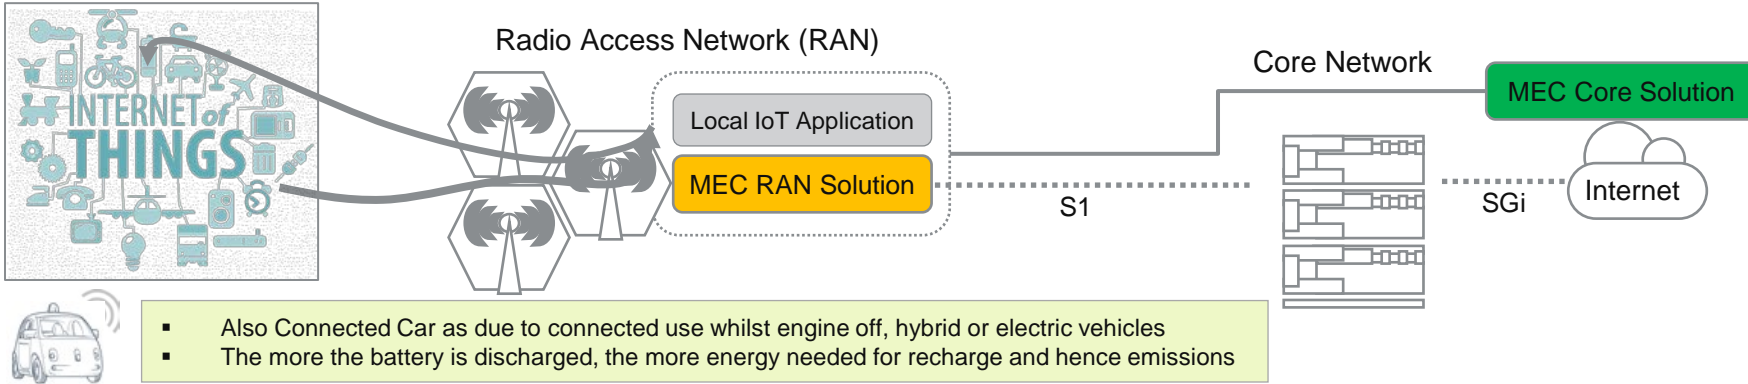 Radio Access Network (RAN)
Core Network
INTERNET of
THINGS
Local IoT Application
MEC RAN Solution
MEC Core Solution
S1
SGi
Internet
▪ Also Connected Car as due to connected use whilst engine off, hybrid or electric vehicles
▪ The more the battery is discharged, the more energy needed for recharge and hence emissions